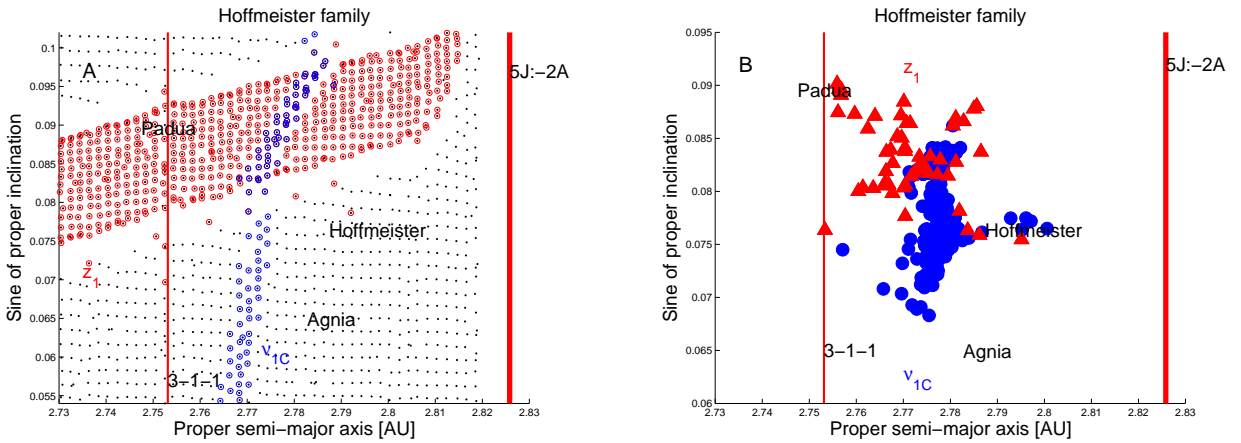 Hoffmeister family
A
5J:−2A
Padua
Hoffmeister
z1
Agnia
ν1C
3−1−1
Sine of proper inclination
0.1
0.095
0.09
0.085
0.08
0.075
0.07
0.065
0.06
0.055
2.73 2.74 2.75 2.76 2.77 2.78 2.79 2.8 2.81 2.82 2.83
Proper semi−major axis [AU]
Hoffmeister family
B
5J:−2A
z1
Padua
Hoffmeister
3−1−1
Agnia
ν1C
Sine of proper inclination
0.095
0.09
0.085
0.08
0.075
0.07
0.065
0.06
2.73 2.74 2.75 2.76 2.77 2.78 2.79 2.8 2.81 2.82 2.83
Proper semi−major axis [AU]